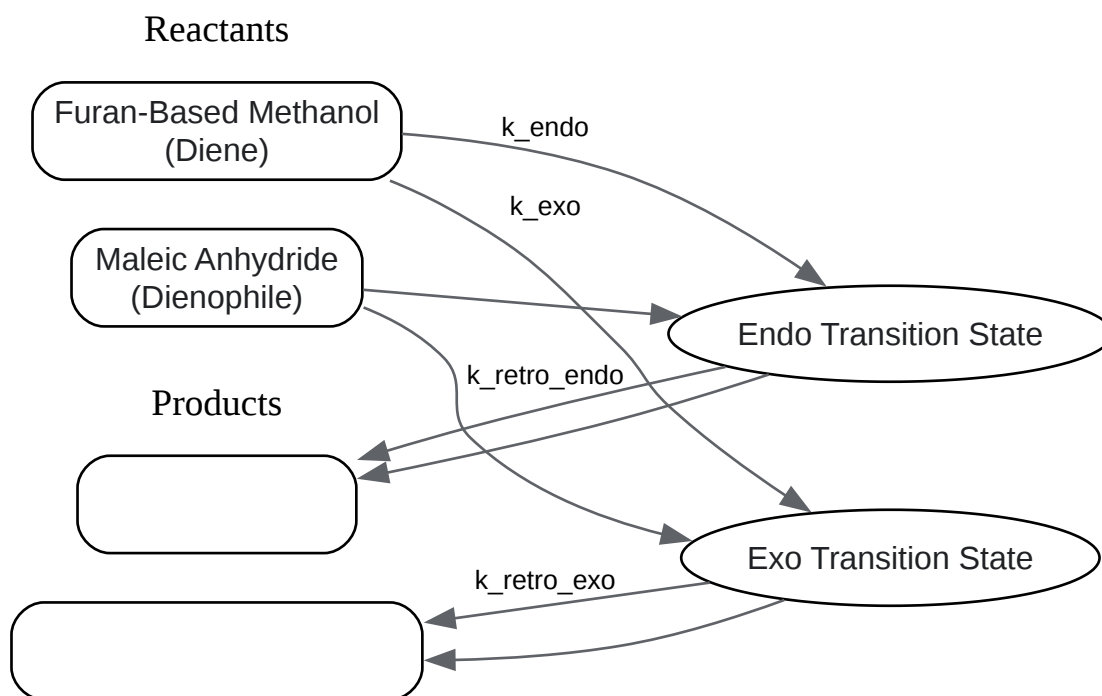 Reactants
Furan-Based Methanol
(Diene)
k_endo
k_exo
Maleic Anhydride
(Dienophile)
Endo Transition State
k_retro_endo
Products
Exo Transition State
k_retro_exo